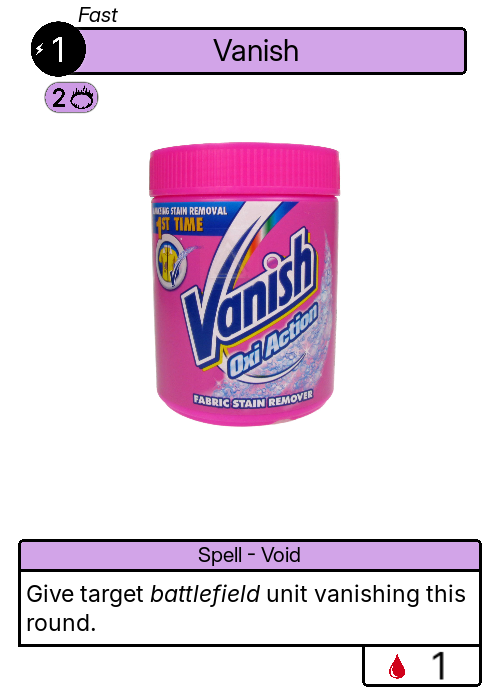 Fast
1
Vanish
2
AMAZING STAIN REMOVAL
1ST TIME
Vanish
Oxi Action
FABRIC STAIN REMOVER
Spell - Void
Give target battlefield unit vanishing this
round.
1